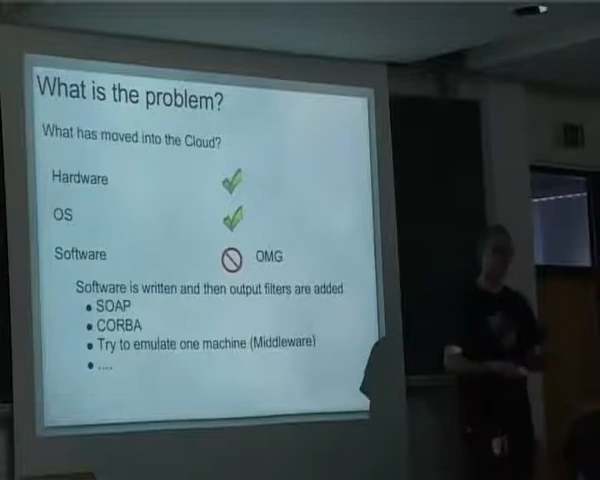 What is the problem?
What has moved into the Cloud?
Hardware
OS
Software OMG
Software is written and then output filters are added
• SOAP
• CORBA
• Try to emulate one machine (Middleware)
• ....